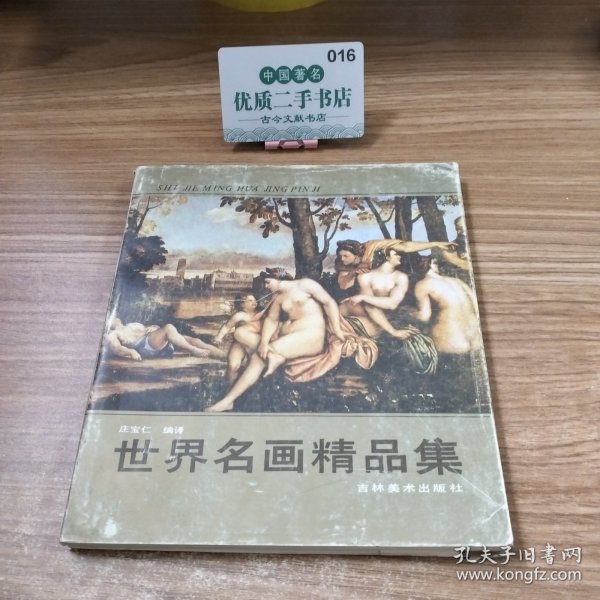 016
中国著名
优质二手书店
古今文献书店
SHI JIE MING HUA JING PIN JI
庄宝仁 编译
世界名画精品集
吉林美术出版社
孔夫子旧书网
www.kongfz.com